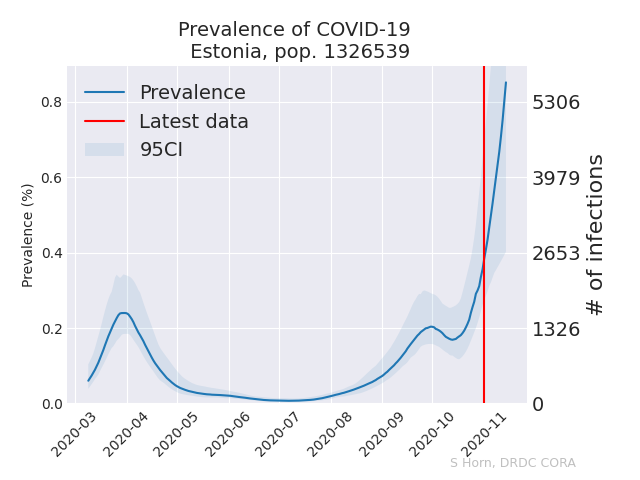 Prevalence of COVID-19
Estonia, pop. 1326539
Prevalence
Latest data
95CI
Prevalence (%)
0.8
0.6
0.4
0.2
0.0
5306
3979
2653
1326
0
# of infections
2020-03
2020-04
2020-05
2020-06
2020-07
2020-08
2020-09
2020-10
2020-11
S Horn, DRDC CORA